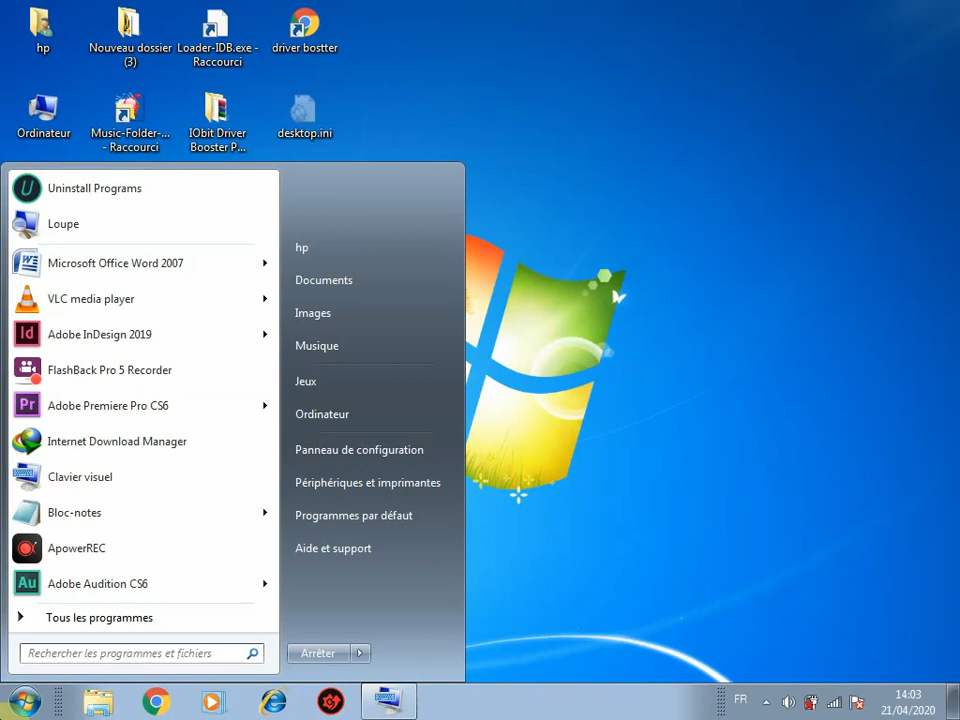 hp
Nouveau dossier
(3)
Loader-IDB.exe -
Raccourci
driver bostter
Ordinateur
Music-Folder-...
- Raccourci
IObit Driver
Booster P...
desktop.ini
Uninstall Programs
Loupe
Microsoft Office Word 2007
VLC media player
Adobe InDesign 2019
FlashBack Pro 5 Recorder
Adobe Premiere Pro CS6
Internet Download Manager
Clavier visuel
Bloc-notes
ApowerREC
Adobe Audition CS6
Tous les programmes
Rechercher les programmes et fichiers
hp
Documents
Images
Musique
Jeux
Ordinateur
Panneau de configuration
Périphériques et imprimantes
Programmes par défaut
Aide et support
Arrêter
FR
14:03
21/04/2020